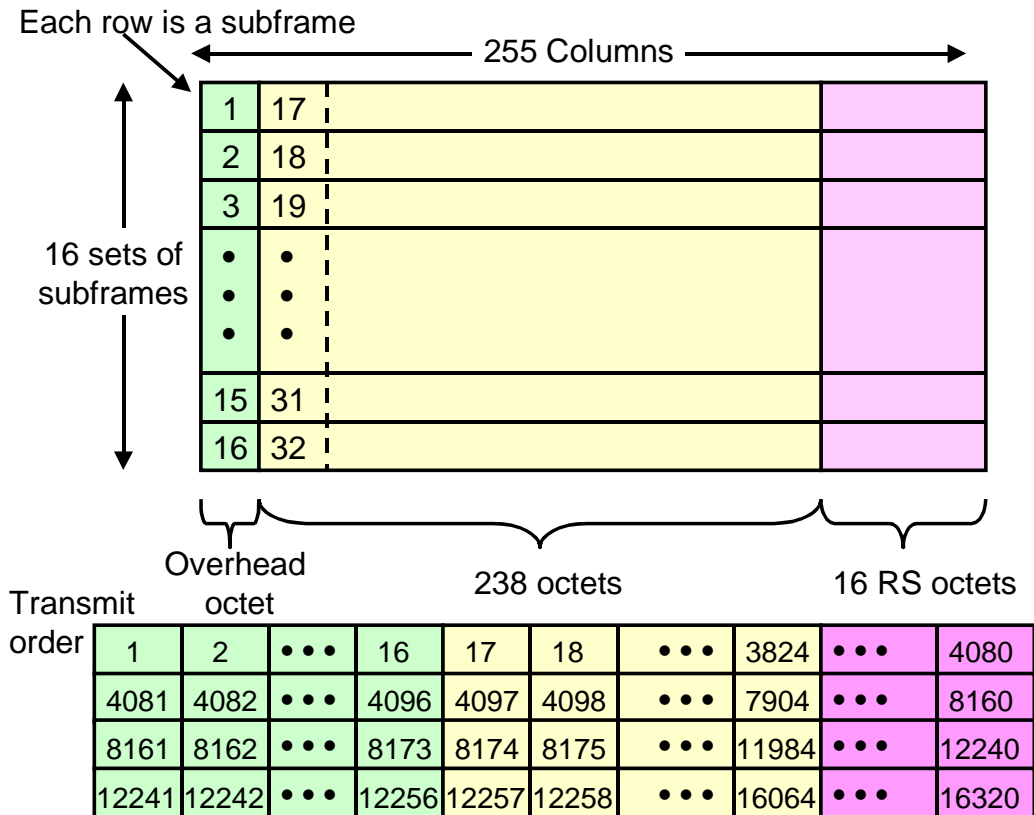 Each row is a subframe
255 Columns
1 17
2 18
3 19
• •
• •
• •
15 31
16 32
16 sets of
subframes
Overhead
octet
238 octets
16 RS octets
Transmit
order
1 2 ••• 16 17 18 ••• 3824 ••• 4080
4081 4082 ••• 4096 4097 4098 ••• 7904 ••• 8160
8161 8162 ••• 8173 8174 8175 ••• 11984 ••• 12240
12241 12242 ••• 12256 12257 12258 ••• 16064 ••• 16320